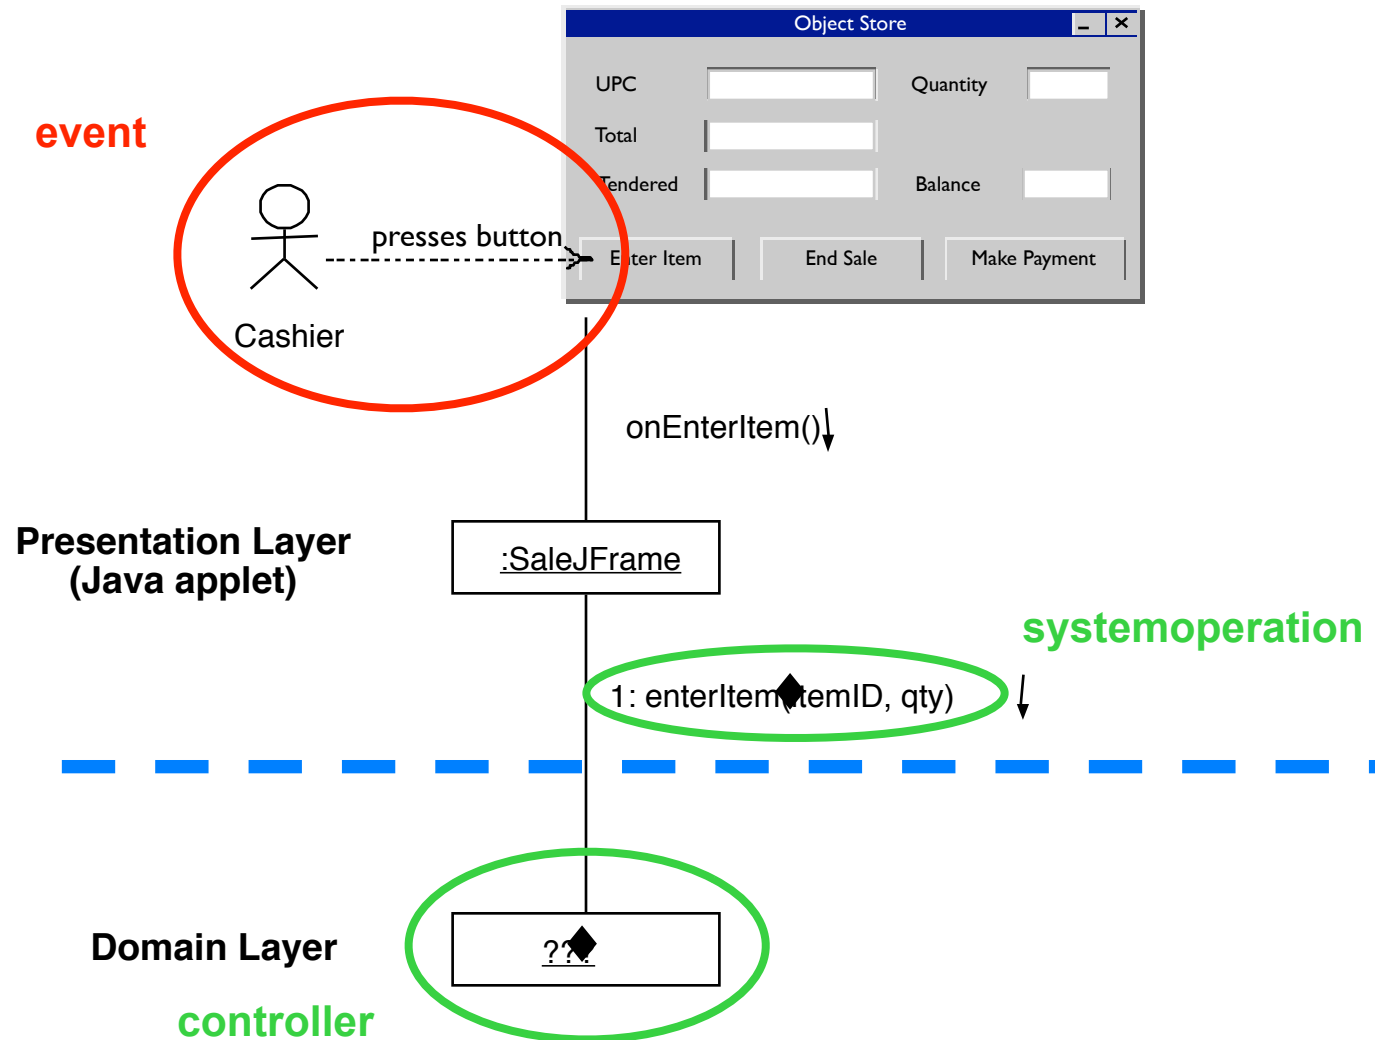 Object Store
UPC
Quantity
event
Total
Tendered
Balance
presses button
Enter Item
End Sale
Make Payment
Cashier
onEnterItem()
Presentation Layer
(Java applet)
:SaleJFrame
systemoperation
1: enterItem(itemID, qty)
Domain Layer
???
controller